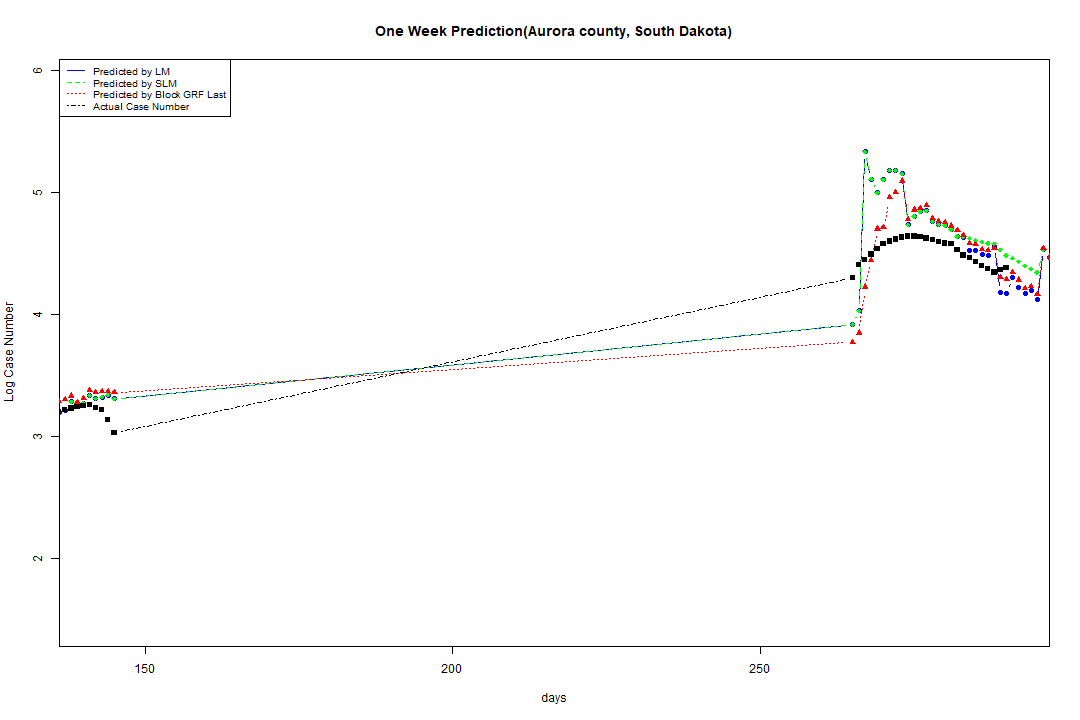 One Week Prediction(Aurora county, South Dakota)
Predicted by LM
Predicted by SLM
Predicted by Block GRF Last
Actual Case Number
6
5
4
3
2
Log Case Number
150
200
250
days